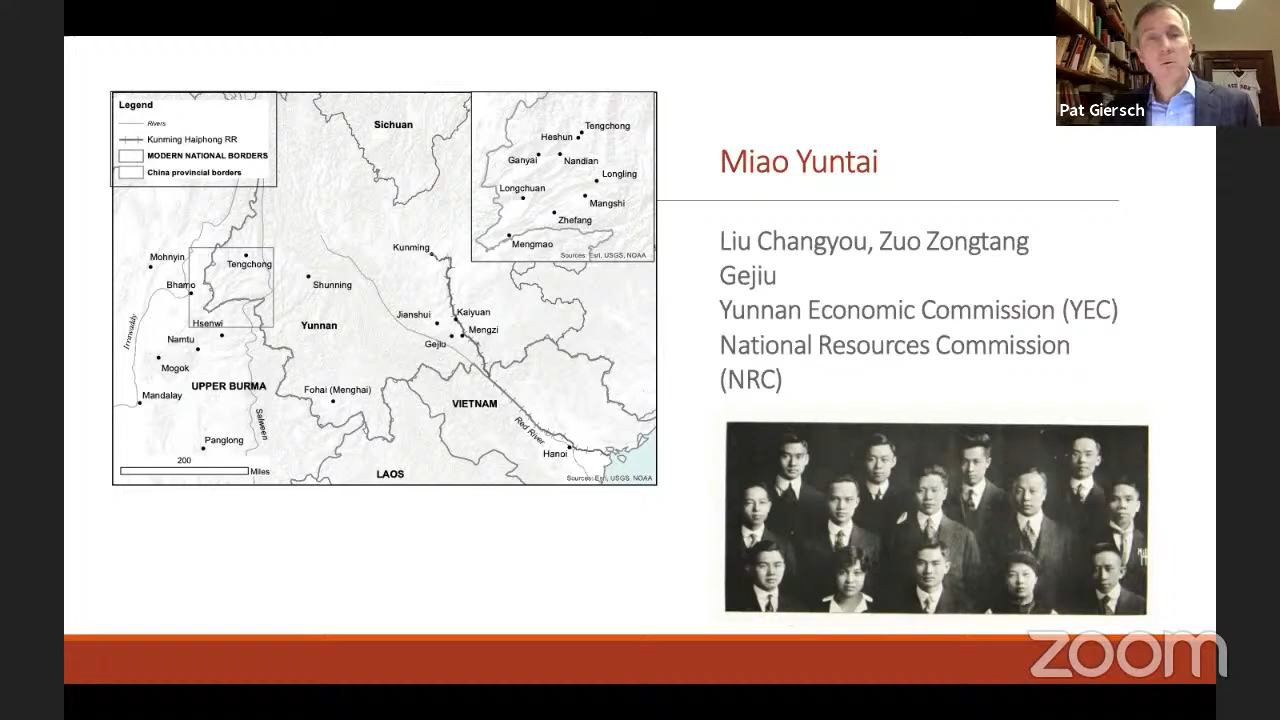 Pat Giersch
Legend
Rivers
Kunming Haiphong RR
MODERN NATIONAL BORDERS
China provincial borders
Sichuan
Tengchong
Heshun
Ganyai
Nandian
Longling
Longchuan
Mangshi
Zhefang
Mengmao
Sources: Esri, USGS, NOAA
Mohnyin
Tengchong
Bhamo
Kunming
Shunning
Irrawaddy
Hsenwi
Yunnan
Jianshui
Kaiyuan
Mengzi
Gejiu
Namtu
Mogok
UPPER BURMA
Mandalay
Fohai (Menghai)
VIETNAM
Salween
Red River
Panglong
Hanoi
200
Miles
LAOS
Sources: Esri, USGS, NOAA
Miao Yuntai
Liu Changyou, Zuo Zongtang
Gejiu
Yunnan Economic Commission (YEC)
National Resources Commission
(NRC)
zoom